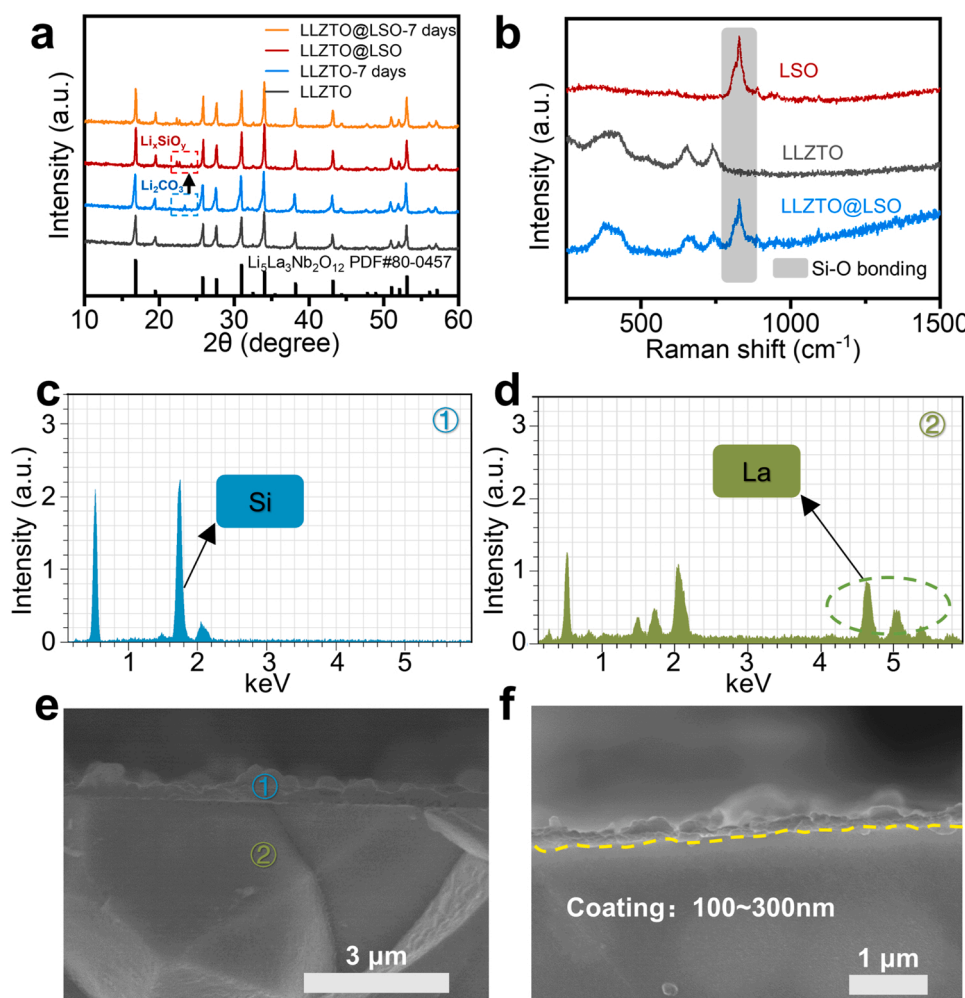 a
LLZTO@LSO-7 days
LLZTO@LSO
LLZTO-7 days
LLZTO
Intensity (a.u.)
LiₓSiOᵧ
Li₂CO₃
Li₅La₃Nb₂O₁₂ PDF#80-0457
10 20 30 40 50 60
2θ (degree)
b
Intensity (a.u.)
LSO
LLZTO
LLZTO@LSO
Si-O bonding
500 1000 1500
Raman shift (cm⁻¹)
c
①
Intensity (a.u.)
3
2
1
0
Si
1 2 3 4 5
keV
d
②
Intensity (a.u.)
3
2
1
0
La
1 2 3 4 5
keV
e
①
②
3 μm
f
Coating: 100~300nm
1 μm